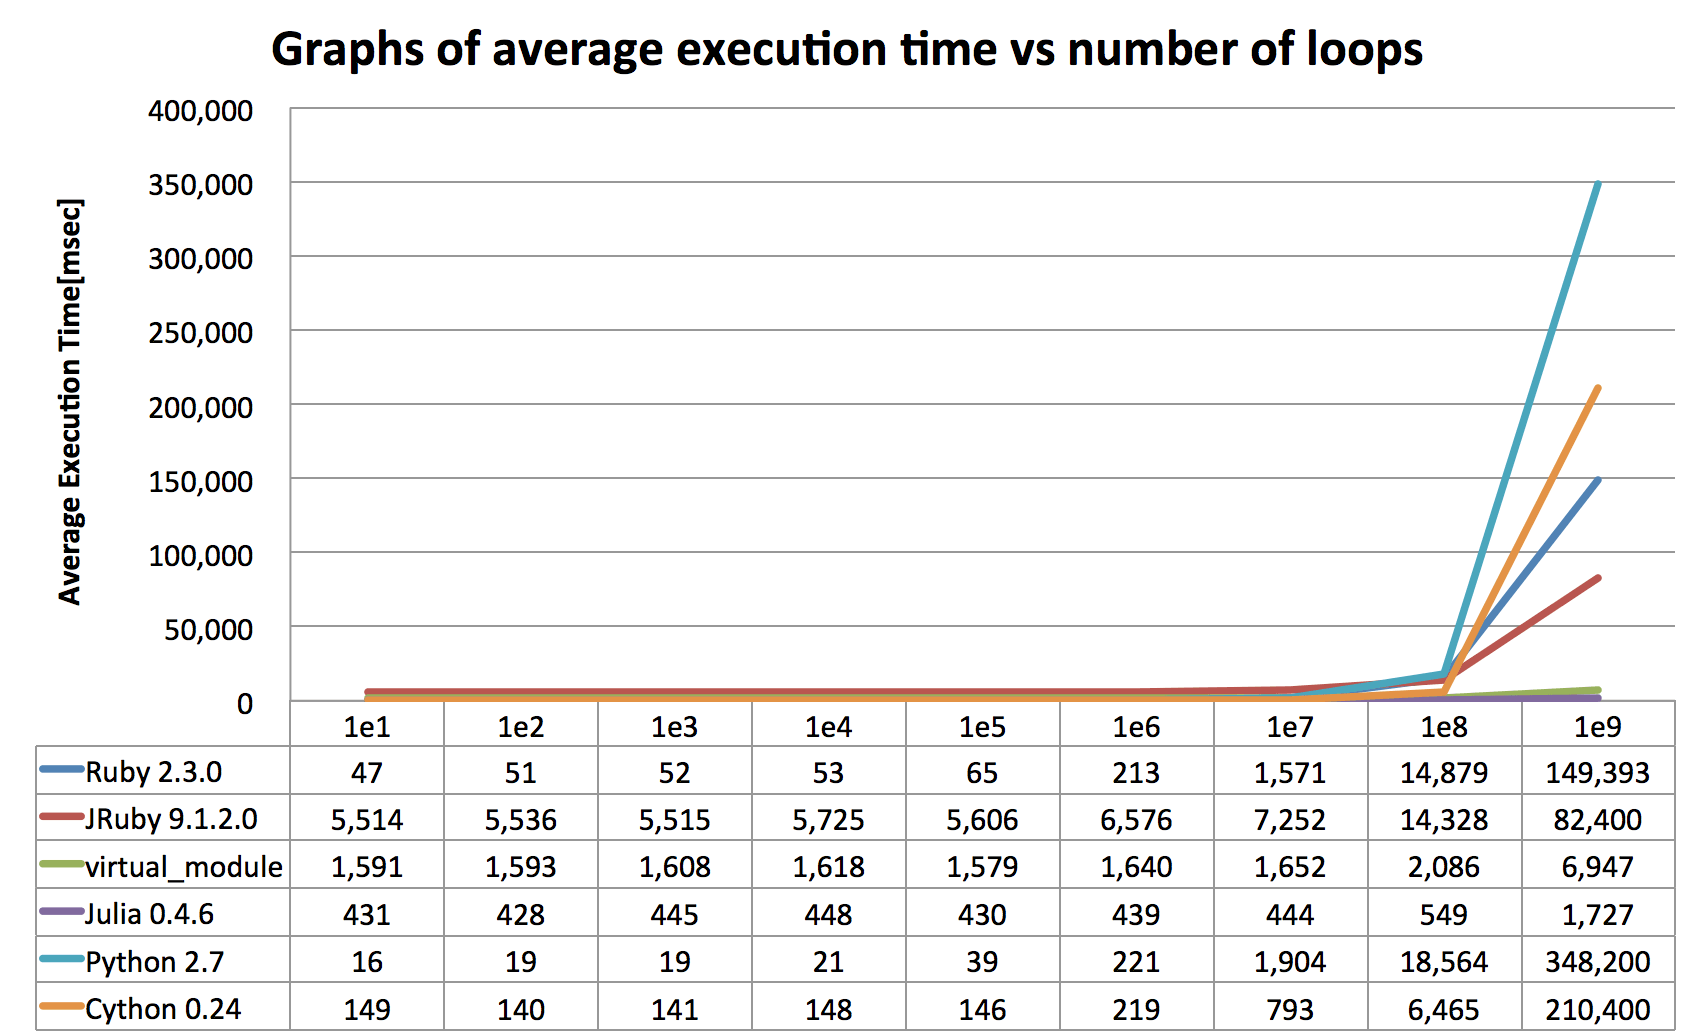 Graphs of average execution time vs number of loops
400,000
350,000
300,000
250,000
200,000
150,000
100,000
50,000
0
Average Execution Time[msec]
1e1 1e2 1e3 1e4 1e5 1e6 1e7 1e8 1e9
Ruby 2.3.0 47 51 52 53 65 213 1,571 14,879 149,393
JRuby 9.1.2.0 5,514 5,536 5,515 5,725 5,606 6,576 7,252 14,328 82,400
virtual_module 1,591 1,593 1,608 1,618 1,579 1,640 1,652 2,086 6,947
Julia 0.4.6 431 428 445 448 430 439 444 549 1,727
Python 2.7 16 19 19 21 39 221 1,904 18,564 348,200
Cython 0.24 149 140 141 148 146 219 793 6,465 210,400